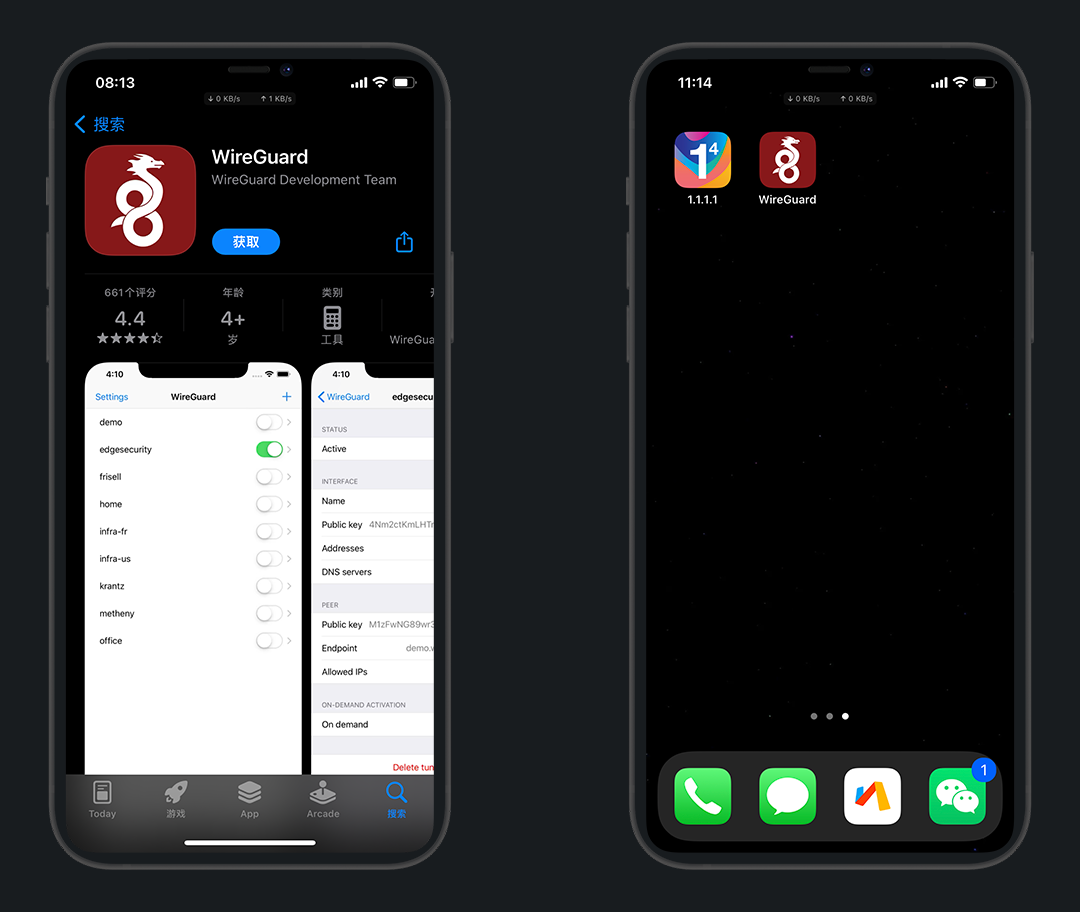 08:13
↓ 0 KB/s ↑ 1 KB/s
搜索
WireGuard
WireGuard Development Team
获取
661个评分 年龄 类别
4.4 4+
岁 工具 WireGua
4:10
Settings WireGuard +
demo
edgesecurity
frisell
home
infra-fr
infra-us
krantz
metheny
office
4:10
WireGuard edgesecu
STATUS
Active
INTERFACE
Name
Public key 4Nm2ctKmLHTr
Addresses
DNS servers
PEER
Public key M1zFwNG89wr3
Endpoint demo.w
Allowed IPs
ON-DEMAND ACTIVATION
On demand
Delete tun
Today 游戏 App Arcade 搜索
11:14
↓ 0 KB/s ↑ 0 KB/s
1⁴
1.1.1.1 WireGuard
1